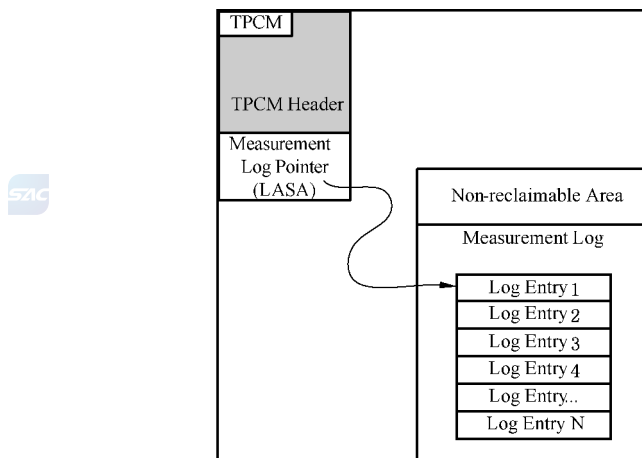 TPCM
TPCM Header
Measurement
Log Pointer
(LASA)
SAC
Non-reclaimable Area
Measurement Log
Log Entry 1
Log Entry 2
Log Entry 3
Log Entry 4
Log Entry...
Log Entry N